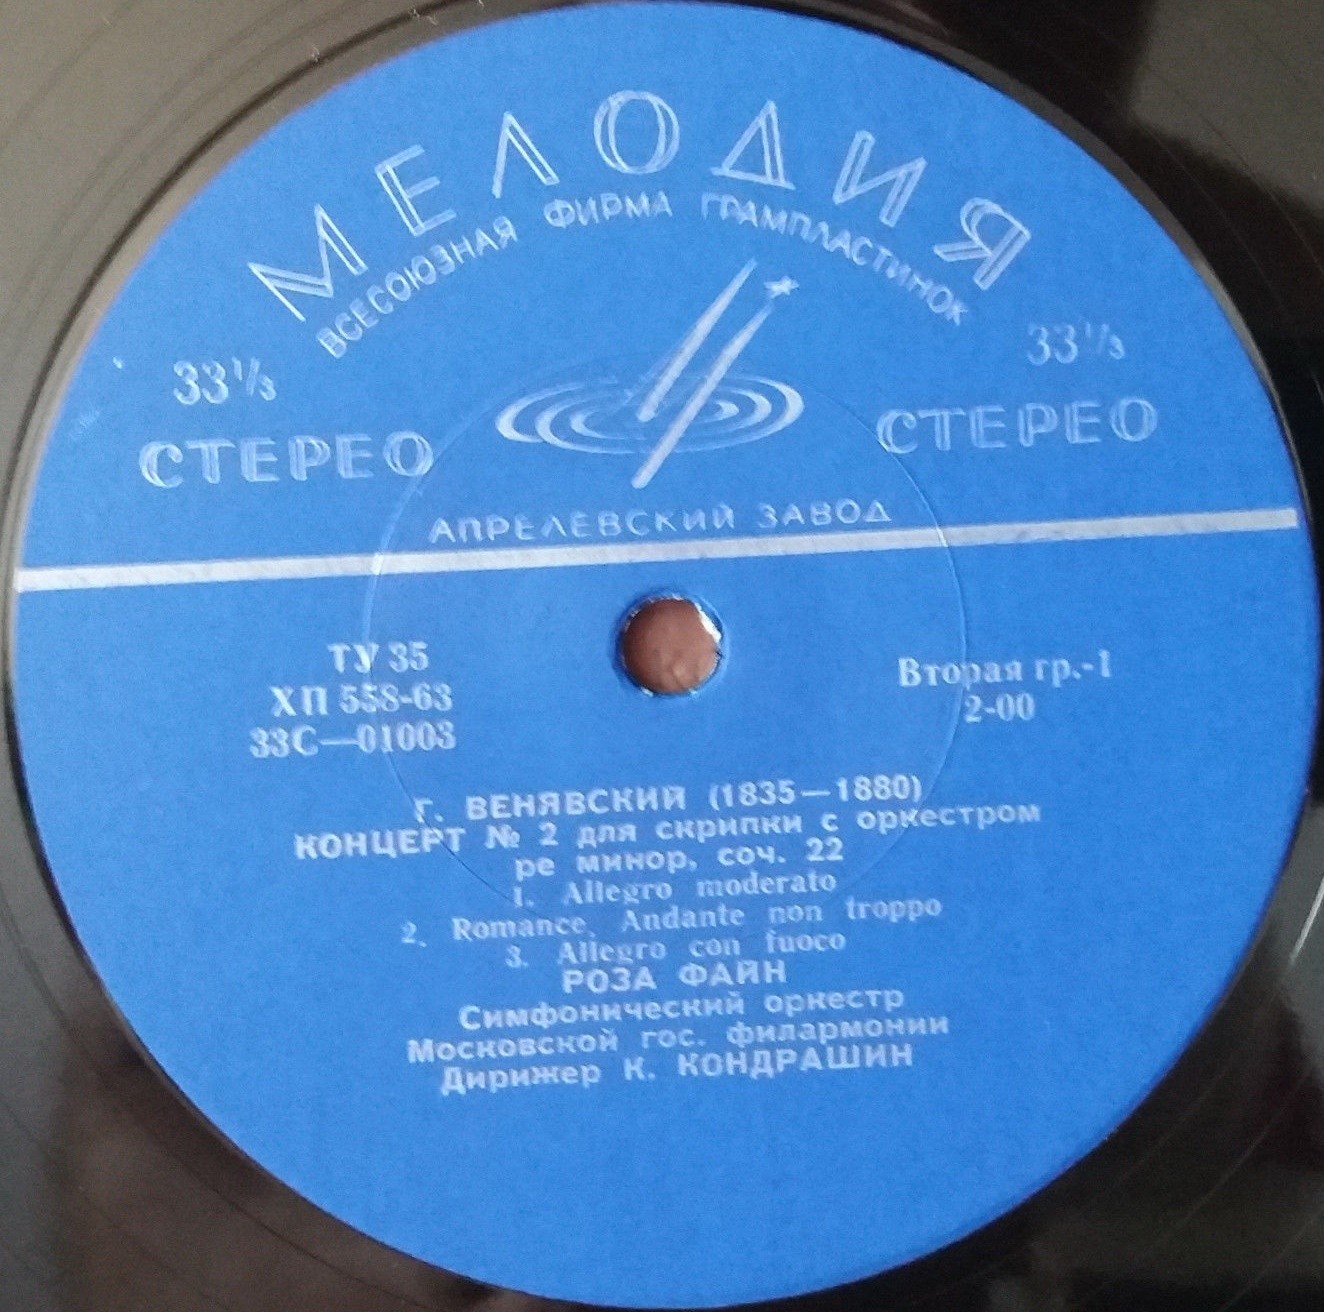 МЕЛОДИЯ
ВСЕСОЮЗНАЯ ФИРМА ГРАМПЛАСТИНОК
33⅓ 33⅓
СТЕРЕО СТЕРЕО
АПРЕЛЕВСКИЙ ЗАВОД
ТУ 35
ХП 558-63
33С—01003
Вторая гр.-1
2-00
Г. ВЕНЯВСКИЙ (1835—1880)
КОНЦЕРТ № 2 для скрипки с оркестром
ре минор, соч. 22
1. Allegro moderato
2. Romance. Andante non troppo
3. Allegro con fuoco
РОЗА ФАЙН
Симфонический оркестр
Московской гос. филармонии
Дирижер К. КОНДРАШИН